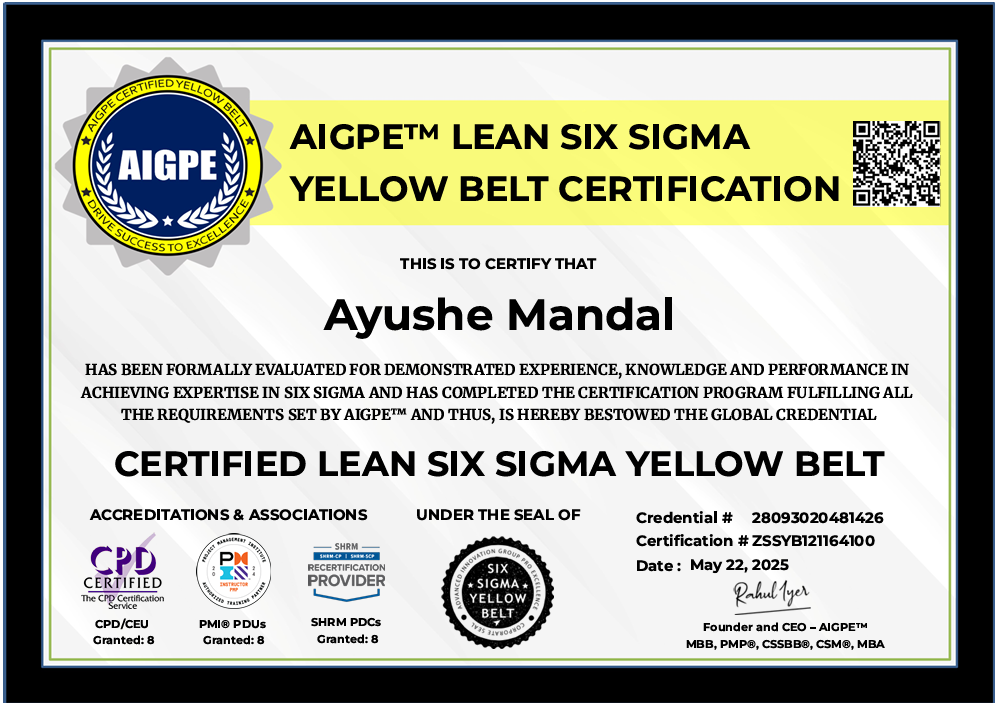 AIGPE CERTIFIED YELLOW BELT
AIGPE
DRIVE SUCCESS TO EXCELLENCE
AIGPE™ LEAN SIX SIGMA
YELLOW BELT CERTIFICATION
THIS IS TO CERTIFY THAT
Ayushe Mandal
HAS BEEN FORMALLY EVALUATED FOR DEMONSTRATED EXPERIENCE, KNOWLEDGE AND PERFORMANCE IN
ACHIEVING EXPERTISE IN SIX SIGMA AND HAS COMPLETED THE CERTIFICATION PROGRAM FULFILLING ALL
THE REQUIREMENTS SET BY AIGPE™ AND THUS, IS HEREBY BESTOWED THE GLOBAL CREDENTIAL
CERTIFIED LEAN SIX SIGMA YELLOW BELT
ACCREDITATIONS & ASSOCIATIONS
CPD
CERTIFIED
The CPD Certification
Service
CPD/CEU
Granted: 8
PROJECT MANAGEMENT INSTITUTE
20 24
PMI
INSTRUCTOR
PMP
AUTHORIZED TRAINING PARTNER
PMI® PDUs
Granted: 8
SHRM
SHRM-CP | SHRM-SCP
RECERTIFICATION
PROVIDER
SHRM PDCs
Granted: 8
UNDER THE SEAL OF
ADVANCED INNOVATION GROUP PRO EXCELLENCE
SIX
SIGMA
YELLOW
BELT
CORPORATE SEAL
Credential # 28093020481426
Certification # ZSSYB121164100
Date : May 22, 2025
Rahul Iyer
Founder and CEO – AIGPE™
MBB, PMP®, CSSBB®, CSM®, MBA